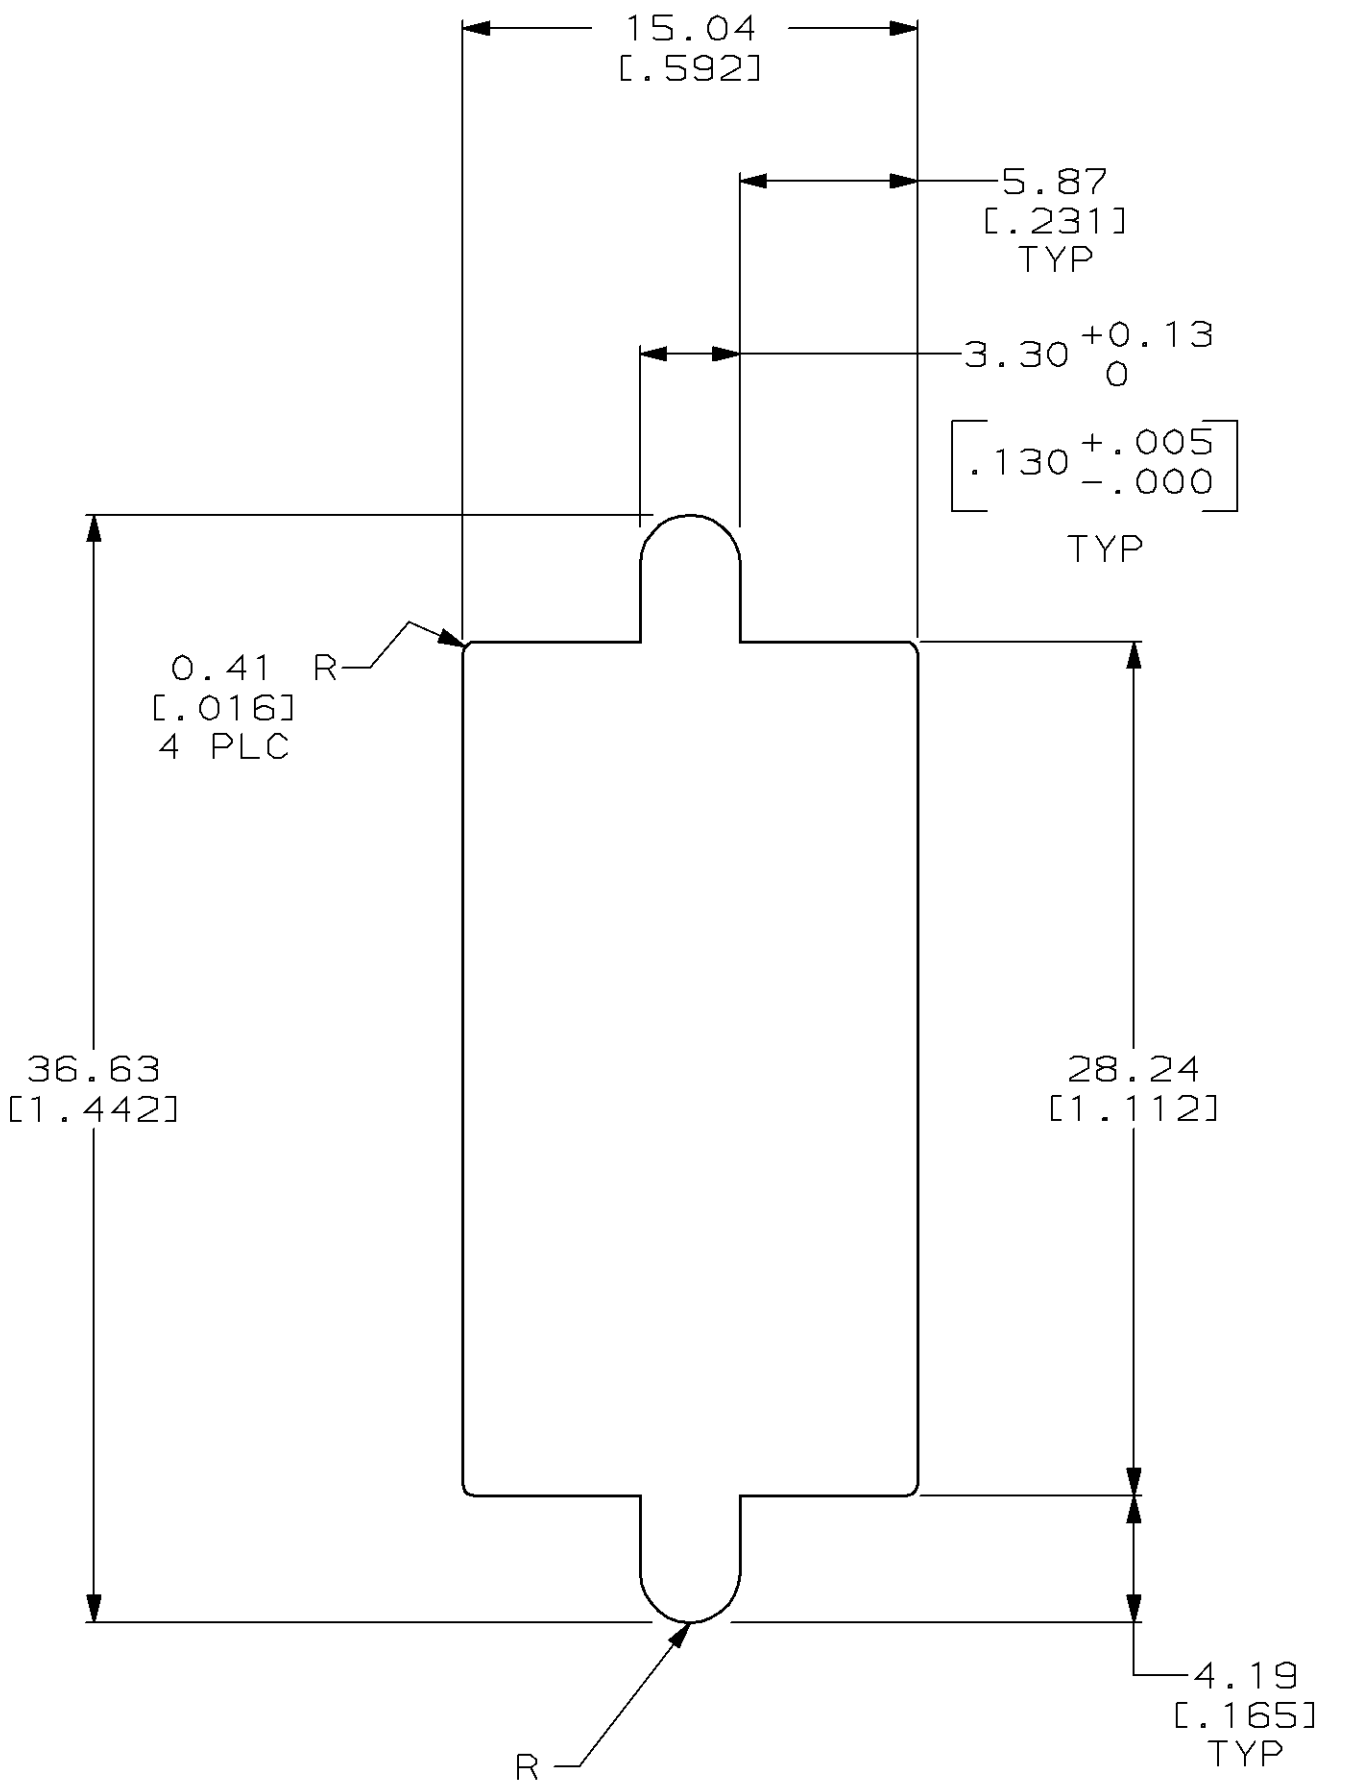 15.04
[.592]
5.87
[.231]
TYP
3.30 +0.13
0
.130 +.005
-.000
TYP
0.41 R
[.016]
4 PLC
36.63
[1.442]
28.24
[1.112]
4.19
[.165]
TYP
R